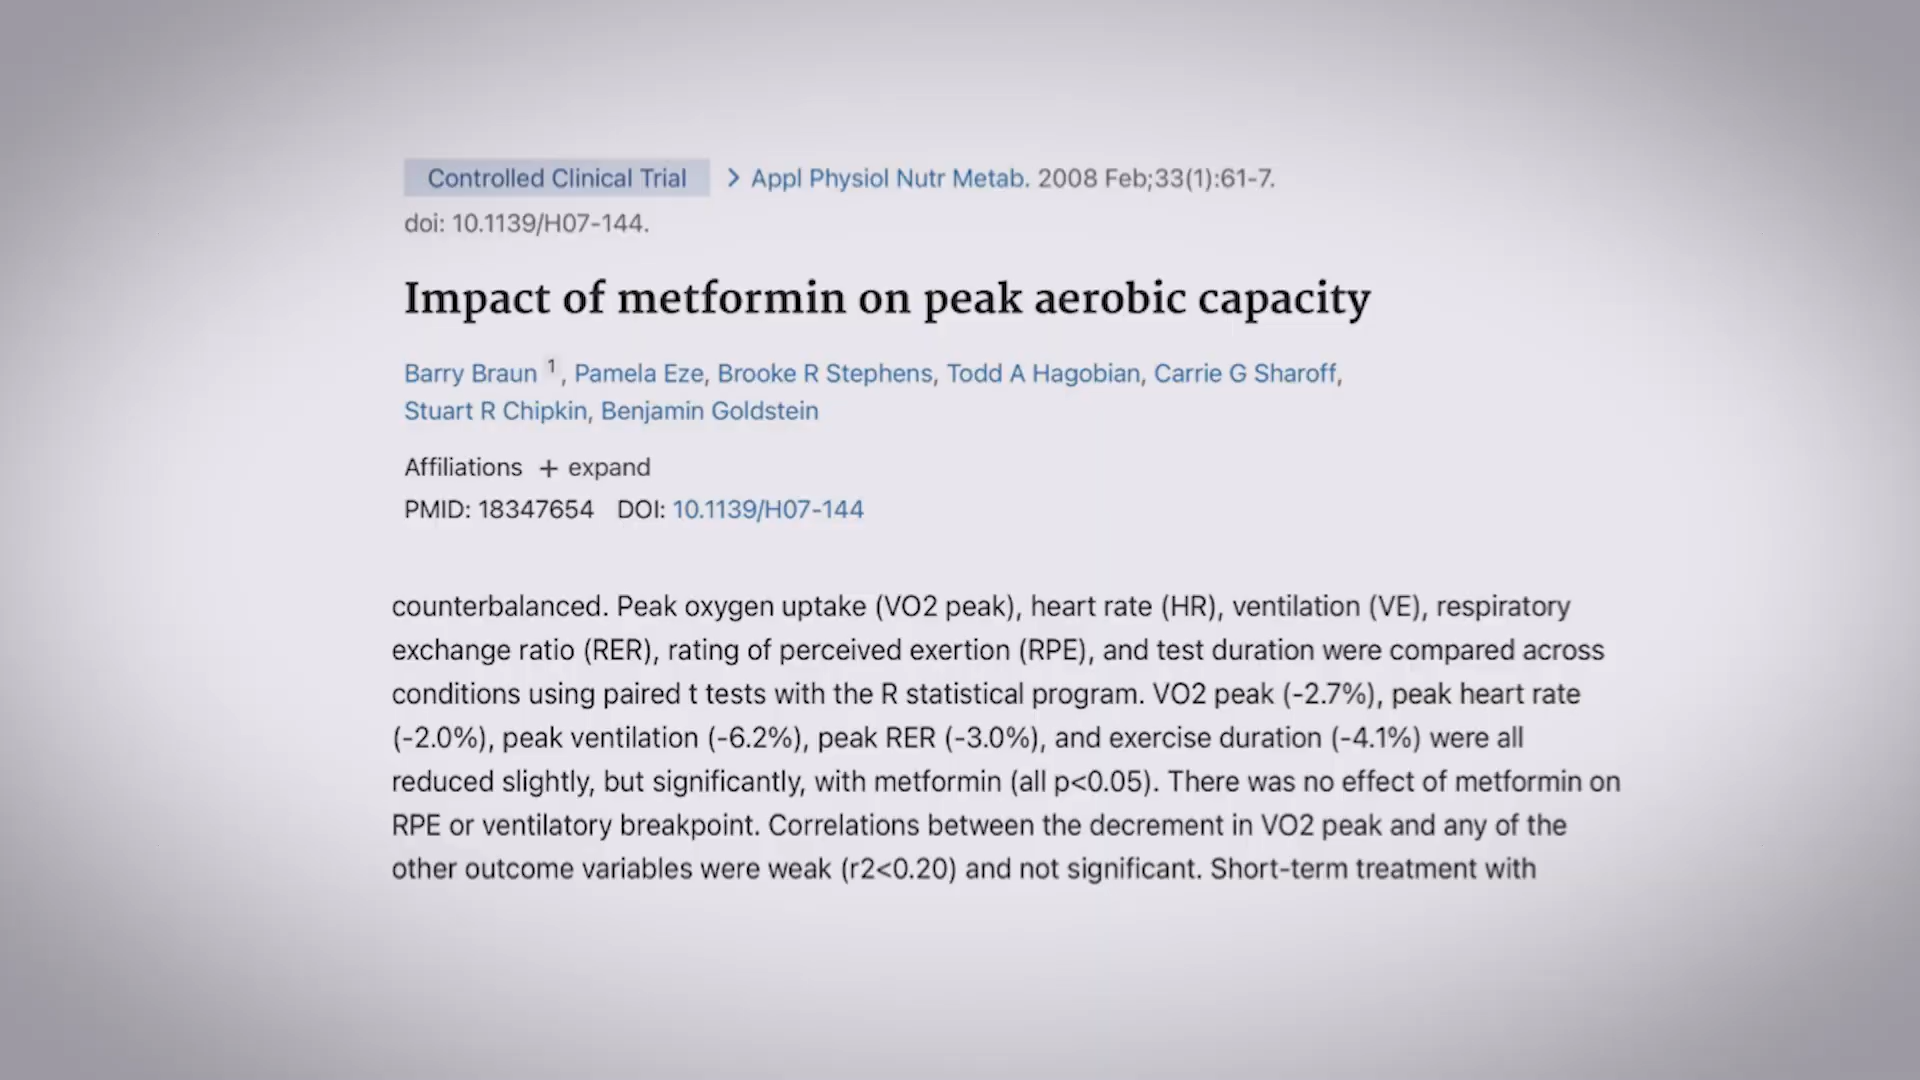 Controlled Clinical Trial > Appl Physiol Nutr Metab. 2008 Feb;33(1):61-7.
doi: 10.1139/H07-144.
Impact of metformin on peak aerobic capacity
Barry Braun 1, Pamela Eze, Brooke R Stephens, Todd A Hagobian, Carrie G Sharoff,
Stuart R Chipkin, Benjamin Goldstein
Affiliations + expand
PMID: 18347654 DOI: 10.1139/H07-144
counterbalanced. Peak oxygen uptake (VO2 peak), heart rate (HR), ventilation (VE), respiratory
exchange ratio (RER), rating of perceived exertion (RPE), and test duration were compared across
conditions using paired t tests with the R statistical program. VO2 peak (-2.7%), peak heart rate
(-2.0%), peak ventilation (-6.2%), peak RER (-3.0%), and exercise duration (-4.1%) were all
reduced slightly, but significantly, with metformin (all p<0.05). There was no effect of metformin on
RPE or ventilatory breakpoint. Correlations between the decrement in VO2 peak and any of the
other outcome variables were weak (r2<0.20) and not significant. Short-term treatment with